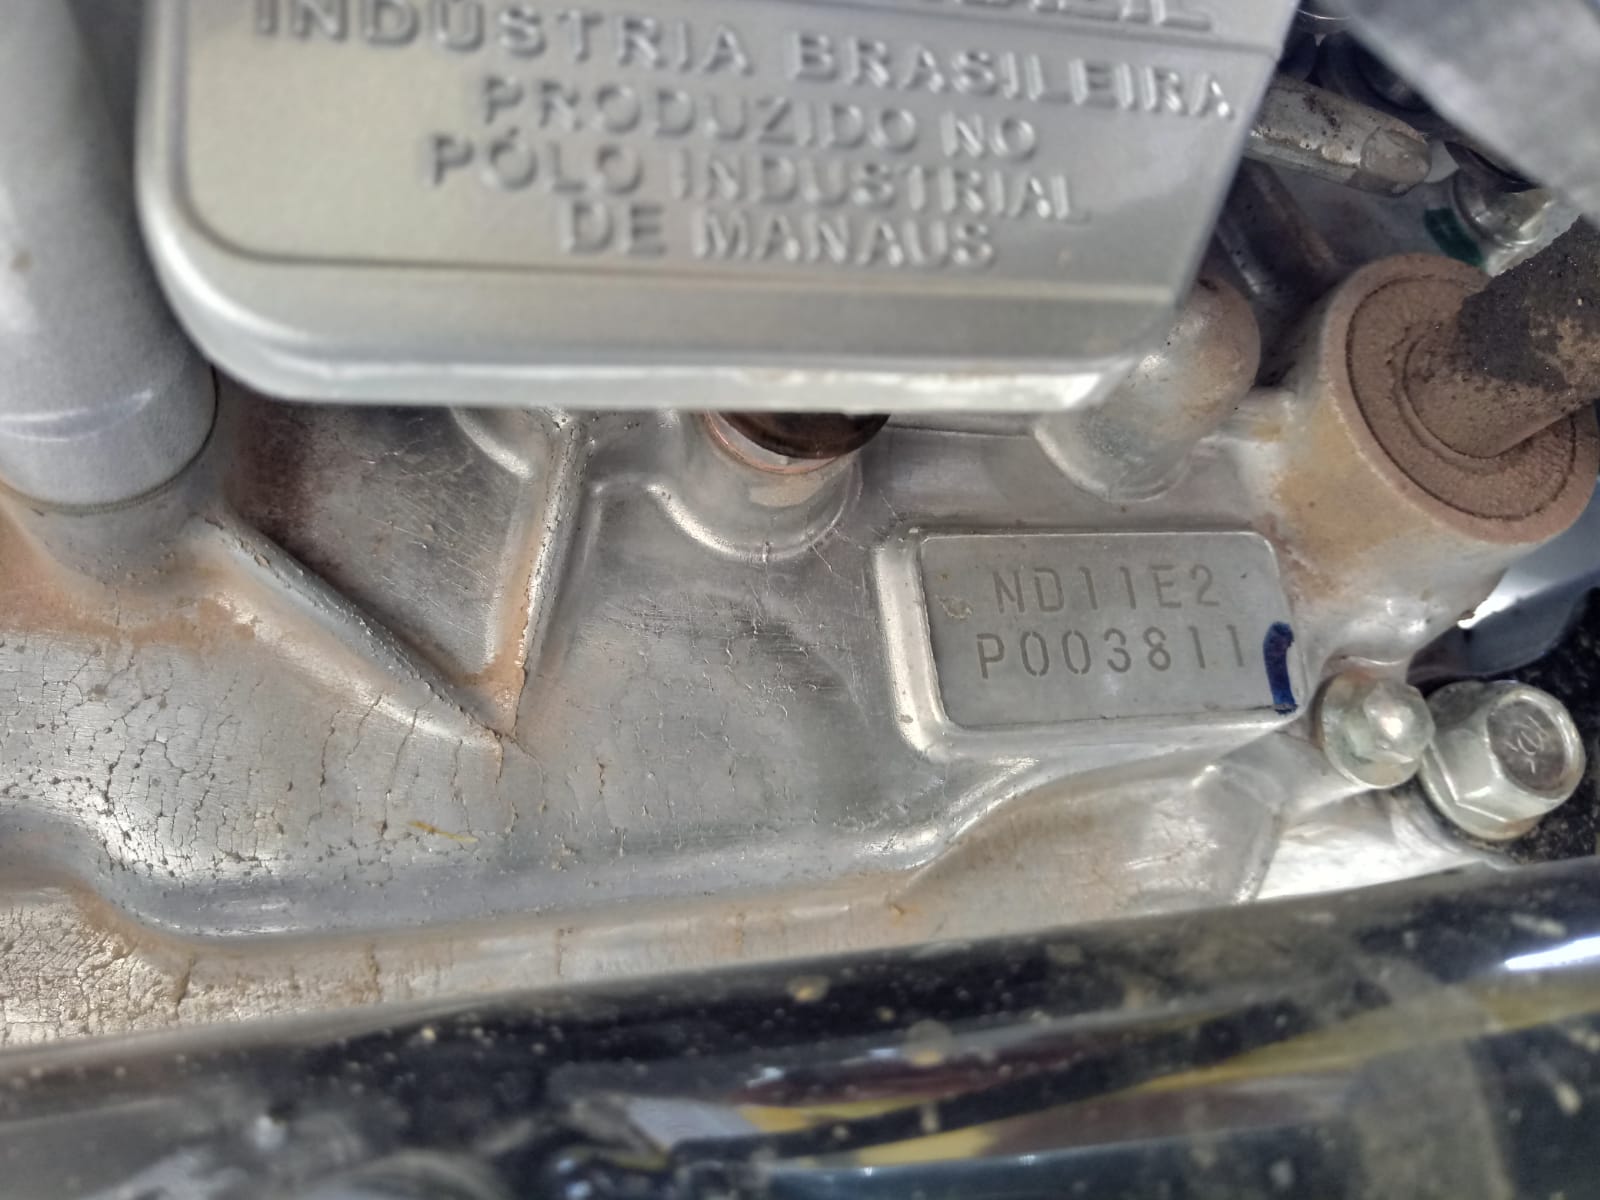 INDÚSTRIA BRASILEIRA
PRODUZIDO NO
PÓLO INDUSTRIAL
DE MANAUS
ND11E2
P003811